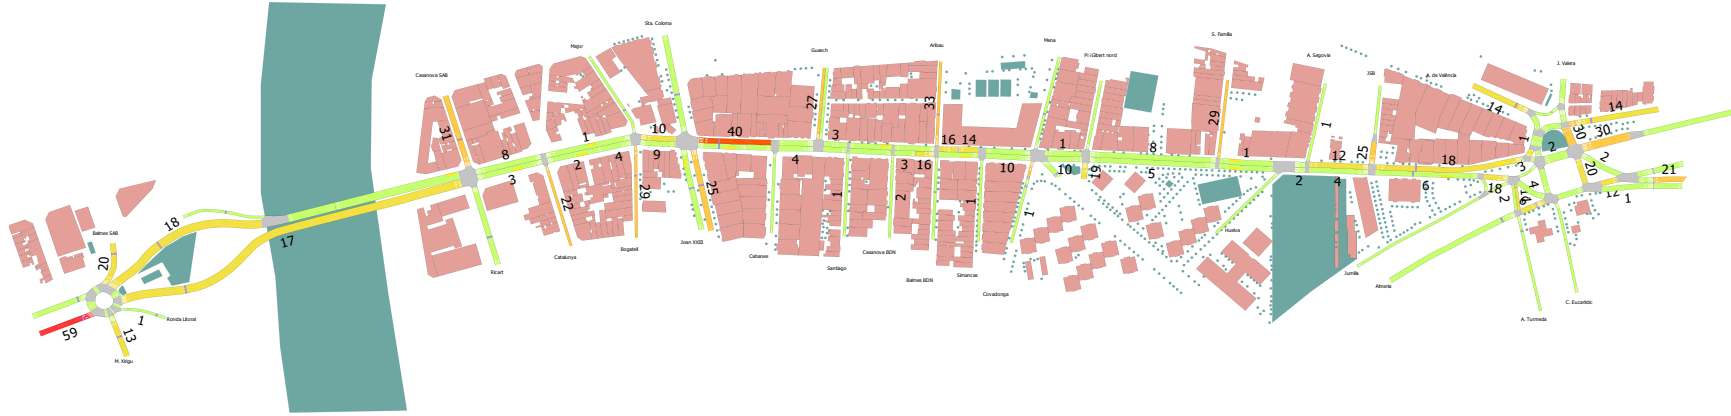 Sta. Coloma
S. Família
Major
Guasch
Aribau
Mena
Pi i Gibert nord
A. Segovia
J. Valera
Casanova SAB
JSB
A. de València
31
8
1
10
9
40
27
3
33
16
14
1
8
29
1
1
12
25
18
14
14
30
30
1
2
2
3
2
4
22
29
25
4
1
2
3
16
1
10
1
10
19
5
2
4
6
3
18
2
4
6
20
12
1
21
18
17
20
59
13
1
Balmes SAB
Ronda Litoral
M. Xirigu
Ricart
Catalunya
Bogatell
Joan XXIII
Cabanes
Santiago
Casanova BDN
Balmes BDN
Simancas
Covadonga
Huelva
Jumilla
Almeria
A. Turmeda
C. Eucarístic